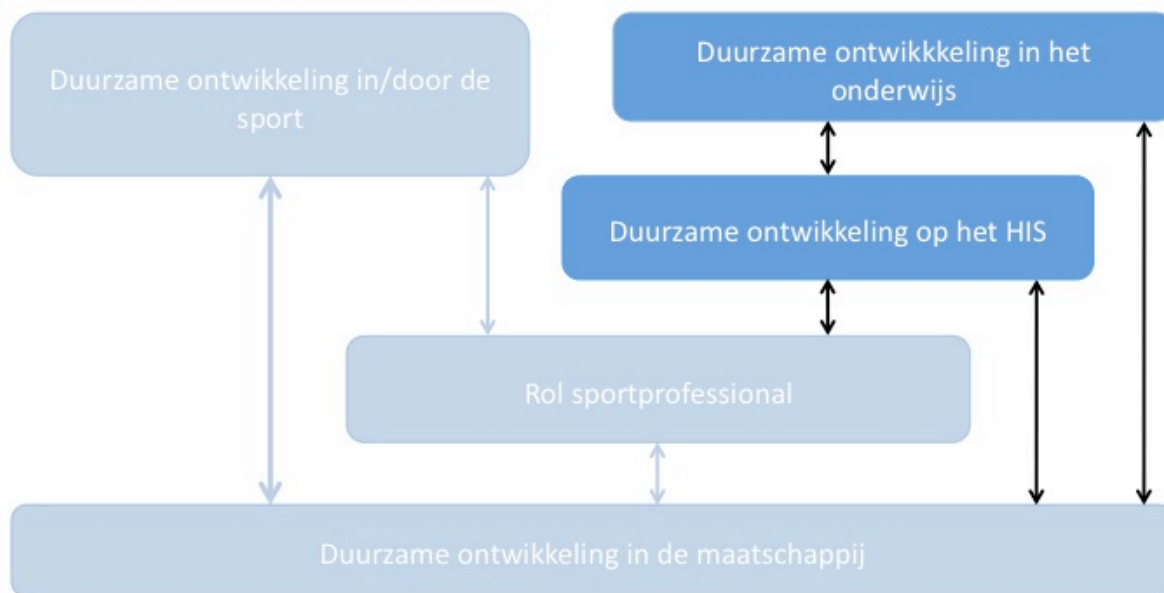 Duurzame ontwikkeling in/door de
sport
Duurzame ontwikkkeling in het
onderwijs
Duurzame ontwikkeling op het HIS
Rol sportprofessional
Duurzame ontwikkeling in de maatschappij